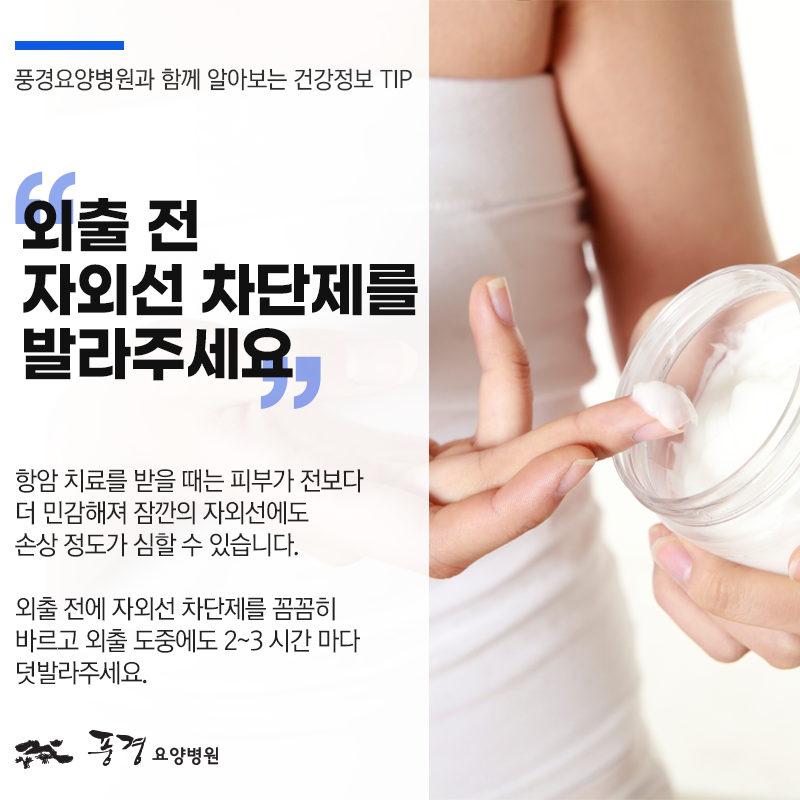 풍경요양병원과 함께 알아보는 건강정보 TIP
“외출 전
자외선 차단제를
발라주세요”
항암 치료를 받을 때는 피부가 전보다
더 민감해져 잠깐의 자외선에도
손상 정도가 심할 수 있습니다.
외출 전에 자외선 차단제를 꼼꼼히
바르고 외출 도중에도 2~3 시간 마다
덧발라주세요.
풍경 요양병원